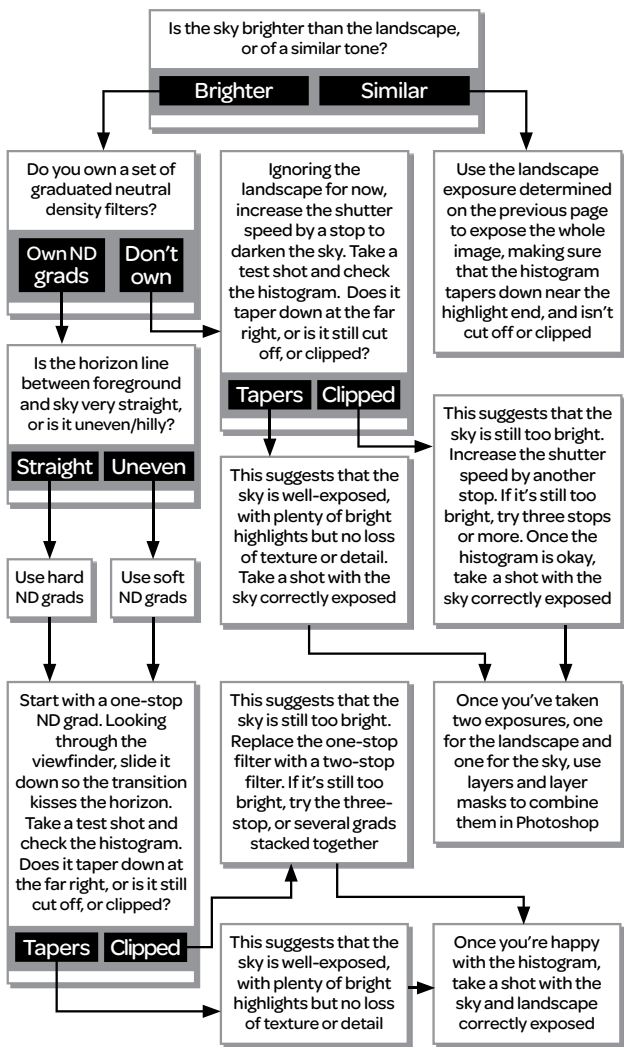 Is the sky brighter than the landscape,
or of a similar tone?
Brighter
Similar
Do you own a set of
graduated neutral
density filters?
Own ND
grads
Don't
own
Ignoring the
landscape for now,
increase the shutter
speed by a stop to
darken the sky. Take a
test shot and check
the histogram. Does it
taper down at the far
right, or is it still cut
off, or clipped?
Tapers
Clipped
Use the landscape
exposure determined
on the previous page
to expose the whole
image, making sure
that the histogram
tapers down near the
highlight end, and isn't
cut off or clipped
Is the horizon line
between foreground
and sky very straight,
or is it uneven/hilly?
Straight
Uneven
This suggests that the
sky is well-exposed,
with plenty of bright
highlights but no loss
of texture or detail.
Take a shot with the
sky correctly exposed
This suggests that the
sky is still too bright.
Increase the shutter
speed by another
stop. If it's still too
bright, try three stops
or more. Once the
histogram is okay,
take a shot with the
sky correctly exposed
Use hard
ND grads
Use soft
ND grads
Start with a one-stop
ND grad. Looking
through the
viewfinder, slide it
down so the transition
kisses the horizon.
Take a test shot and
check the histogram.
Does it taper down at
the far right, or is it still
cut off, or clipped?
Tapers
Clipped
This suggests that the
sky is still too bright.
Replace the one-stop
filter with a two-stop
filter. If it's still too
bright, try the three-
stop, or several grads
stacked together
Once you've taken
two exposures, one
for the landscape and
one for the sky, use
layers and layer
masks to combine
them in Photoshop
This suggests that the
sky is well-exposed,
with plenty of bright
highlights but no loss
of texture or detail
Once you're happy
with the histogram,
take a shot with the
sky and landscape
correctly exposed